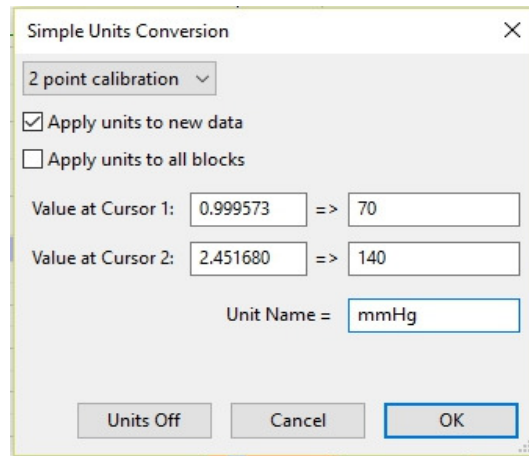 Simple Units Conversion
2 point calibration
Apply units to new data
Apply units to all blocks
Value at Cursor 1: 0.999573 => 70
Value at Cursor 2: 2.451680 => 140
Unit Name = mmHg
Units Off Cancel OK